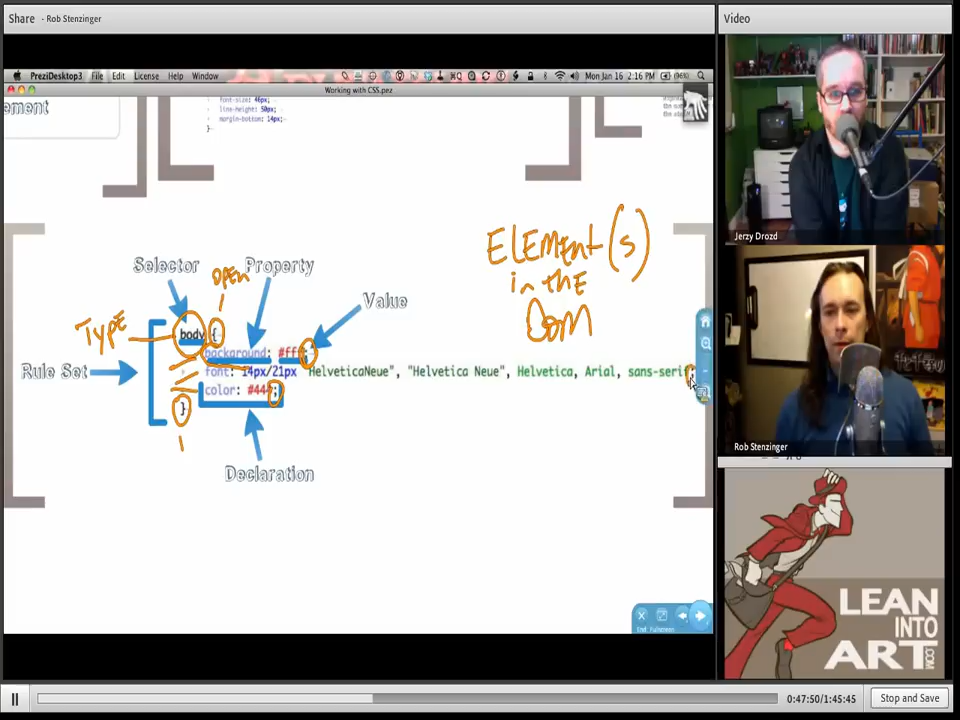 Share - Rob Stenzinger
Video
PreziDesktop3 File Edit License Help Window
Mon Jan 16 2:16 PM (96%)
Working with CSS.pez
ement
font-size: 46px;
line-height: 50px;
margin-bottom: 14px;
}
Jerzy Drozd
ELEMEnt(s)
in thE
Dom
Selector
Property
OPEn
Value
TYPE
body {
background: #fff;
Rule Set
font: 14px/21px "HelveticaNeue", "Helvetica Neue", Helvetica, Arial, sans-serif;
color: #444;
}
Declaration
Rob Stenzinger
LEAN
INTO
ART
.COM
End Fullscreen
0:47:50/1:45:45
Stop and Save